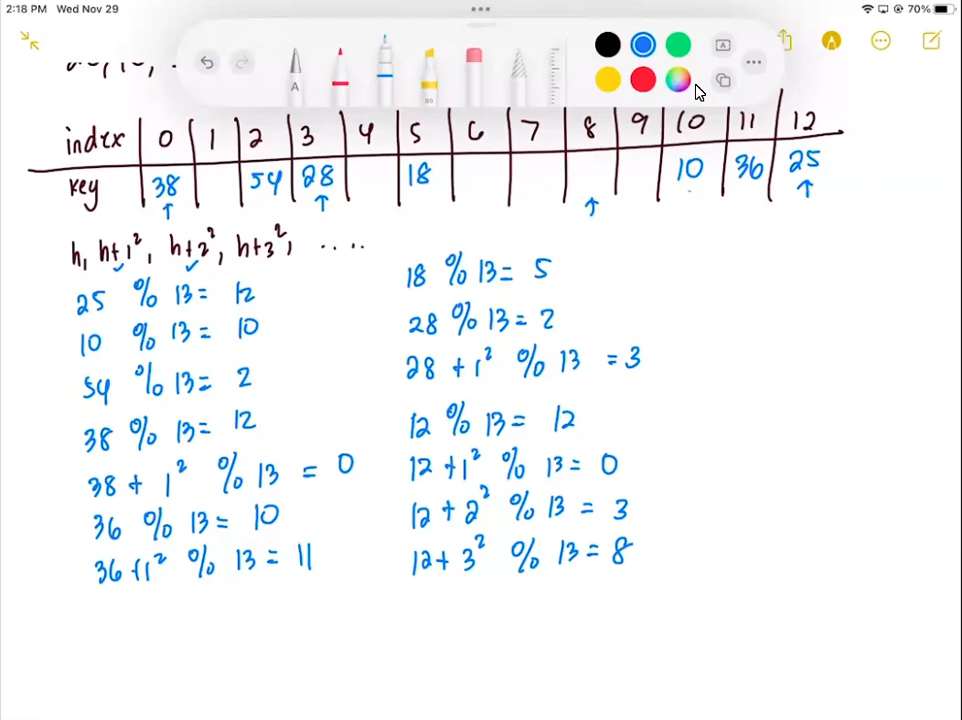 2:18 PM Wed Nov 29 70%
A 80 A
index 0 1 2 3 4 5 6 7 8 9 10 11 12
key 38 54 28 18 10 36 25
h, h+1², h+2², h+3², ....
25 % 13 = 12
10 % 13 = 10
54 % 13 = 2
38 % 13 = 12
38 + 1² % 13 = 0
36 % 13 = 10
36 + 1² % 13 = 11
18 % 13 = 5
28 % 13 = 2
28 + 1² % 13 = 3
12 % 13 = 12
12 + 1² % 13 = 0
12 + 2² % 13 = 3
12 + 3² % 13 = 8